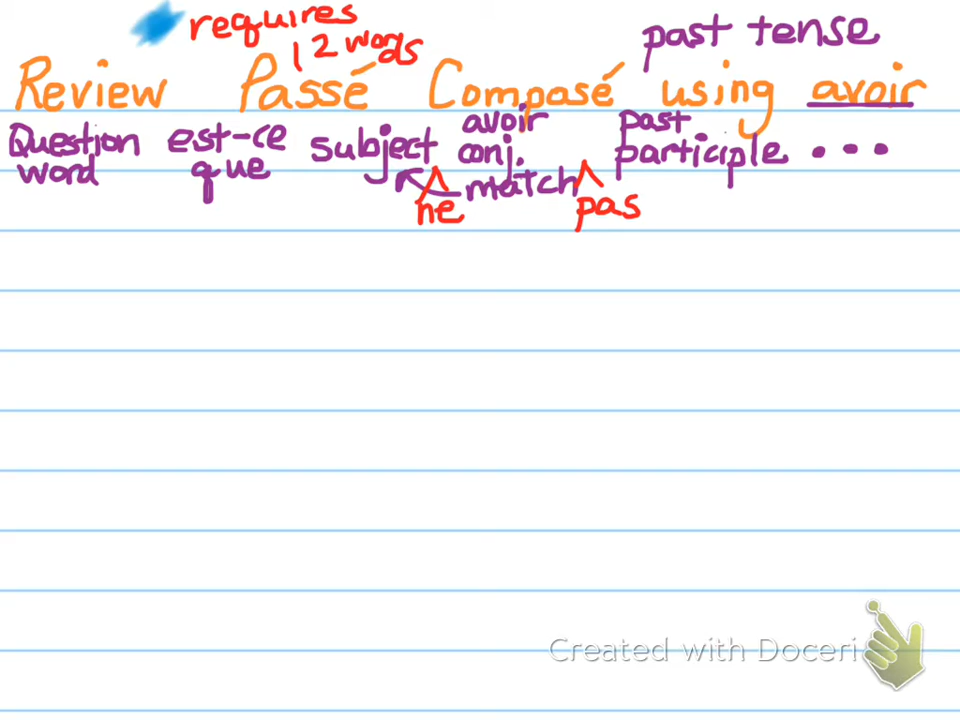 requires
1 2 words
past tense
Review Passé Composé using avoir
Question word est-ce que subject avoir conj. past participle ...
match
ne pas
Created with Doceri